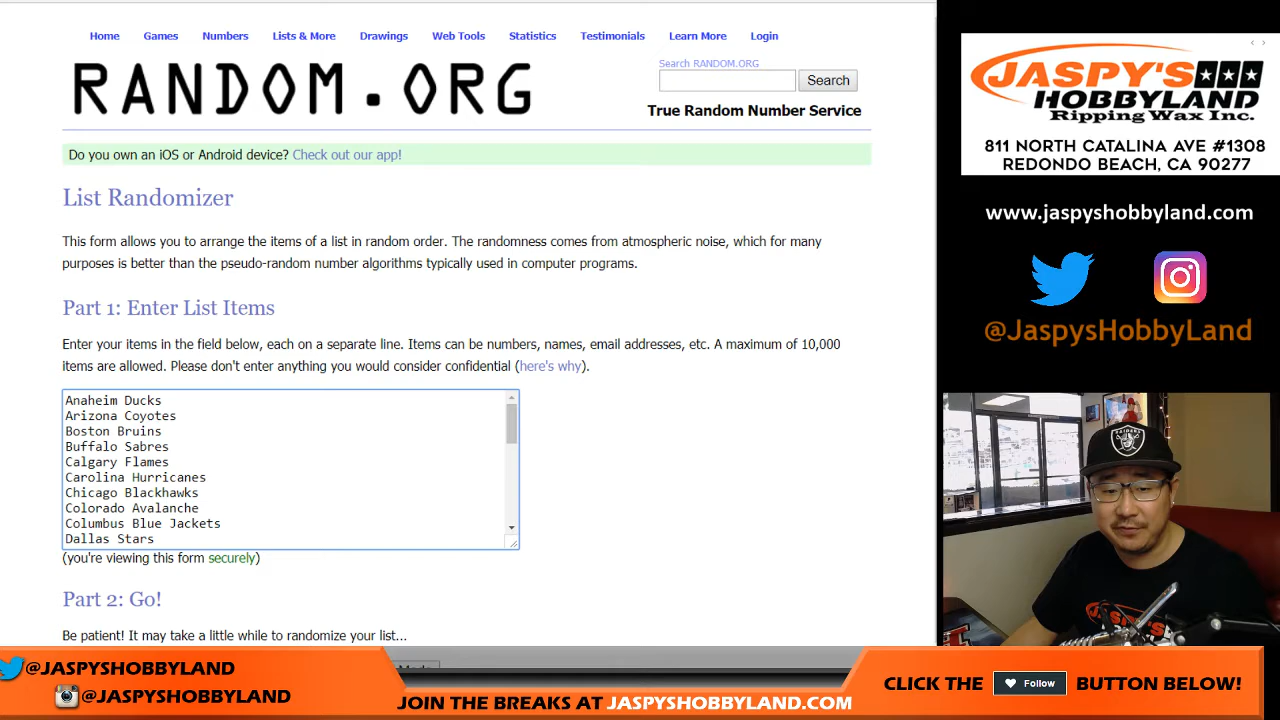 Home Games Numbers Lists & More Drawings Web Tools Statistics Testimonials Learn More Login
RANDOM.ORG
Search RANDOM.ORG
Search
True Random Number Service
Do you own an iOS or Android device? Check out our app!
List Randomizer
This form allows you to arrange the items of a list in random order. The randomness comes from atmospheric noise, which for many
purposes is better than the pseudo-random number algorithms typically used in computer programs.
Part 1: Enter List Items
Enter your items in the field below, each on a separate line. Items can be numbers, names, email addresses, etc. A maximum of 10,000
items are allowed. Please don't enter anything you would consider confidential (here's why).
Anaheim Ducks
Arizona Coyotes
Boston Bruins
Buffalo Sabres
Calgary Flames
Carolina Hurricanes
Chicago Blackhawks
Colorado Avalanche
Columbus Blue Jackets
Dallas Stars
(you're viewing this form securely)
Part 2: Go!
Be patient! It may take a little while to randomize your list...
JASPY'S
HOBBYLAND
Ripping Wax Inc.
811 NORTH CATALINA AVE #1308
REDONDO BEACH, CA 90277
www.jaspyshobbyland.com
@JaspysHobbyLand
RAIDERS
@JASPYSHOBBYLAND
@JASPYSHOBBYLAND
JOIN THE BREAKS AT JASPYSHOBBYLAND.COM
CLICK THE Follow BUTTON BELOW!